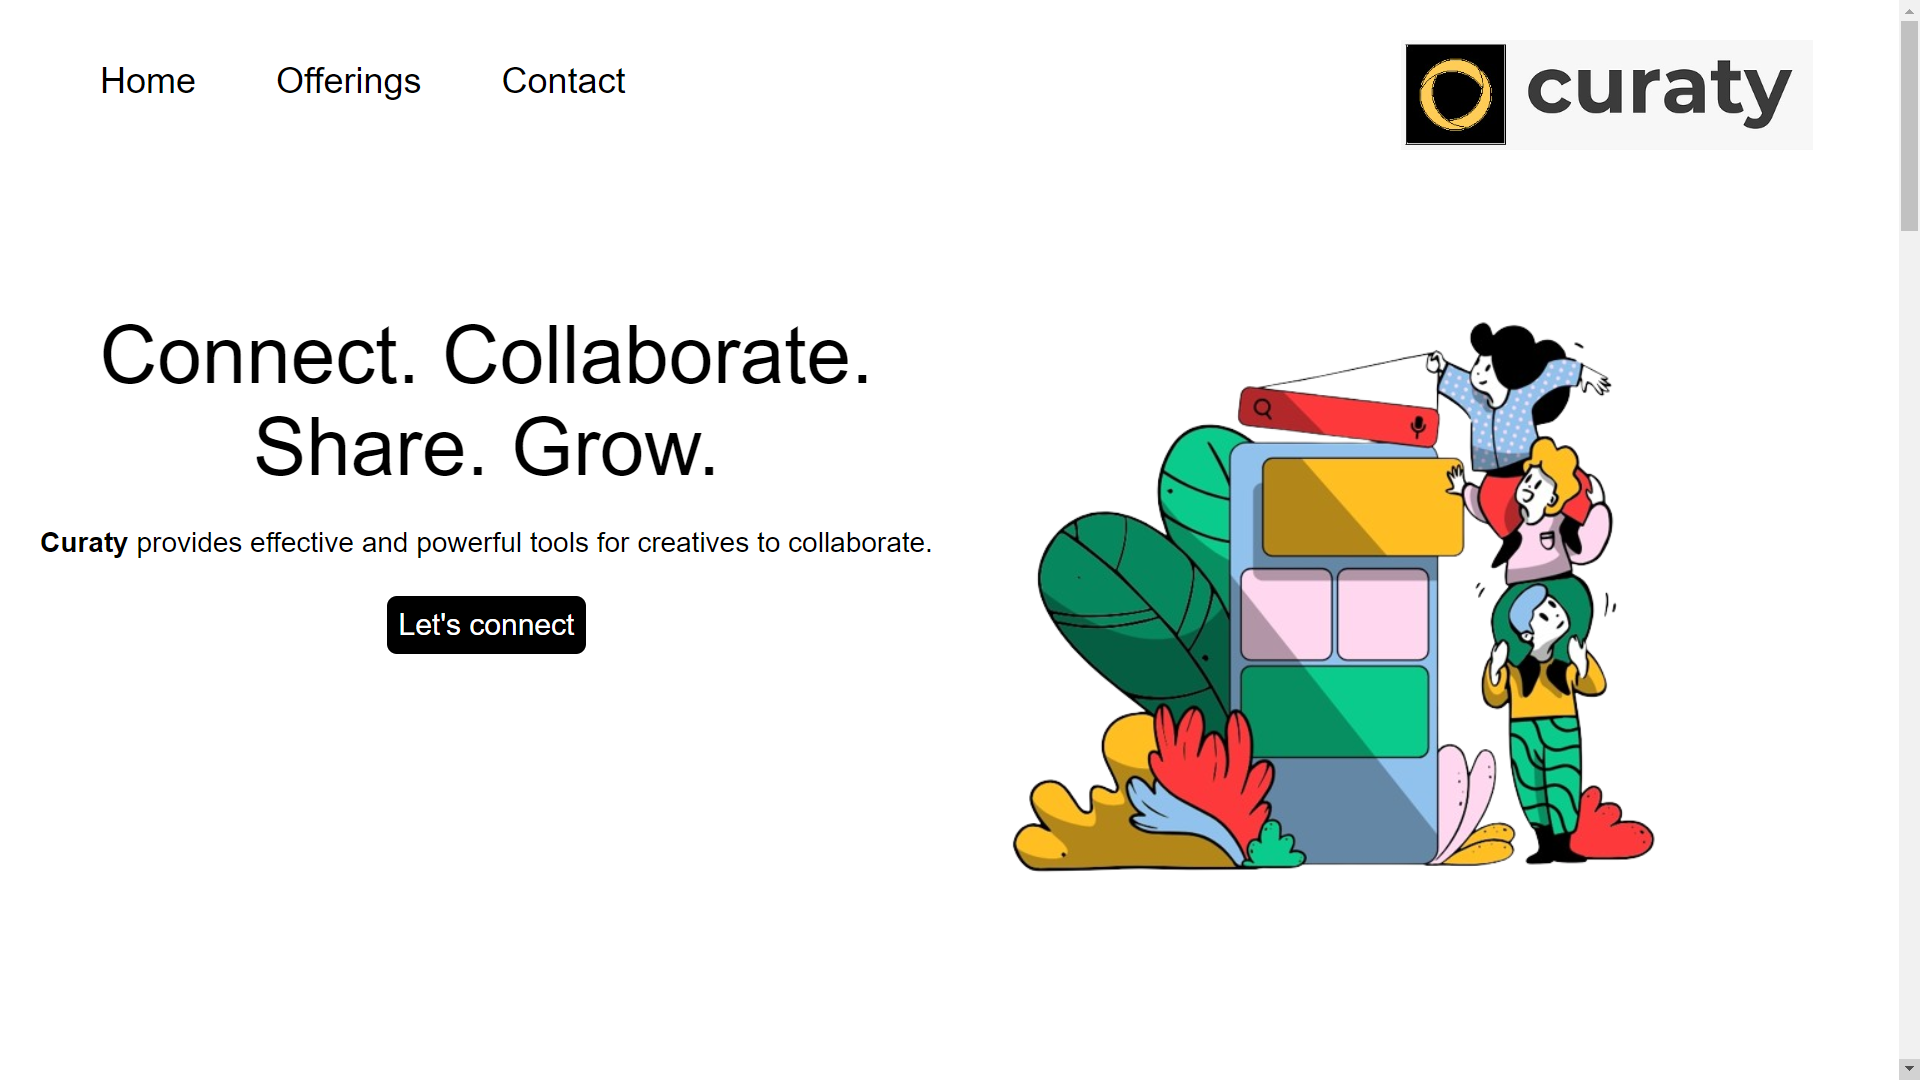 Home
Offerings
Contact
curaty
Connect. Collaborate.
Share. Grow.
Curaty provides effective and powerful tools for creatives to collaborate.
Let's connect